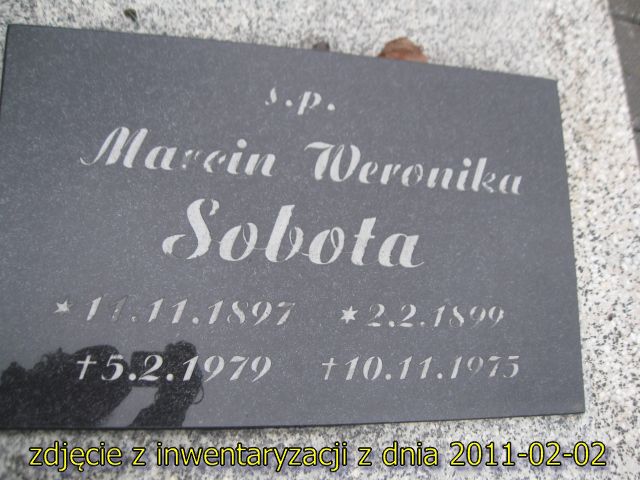 s.p.
Marcin Weronika
Sobota
* 11.11.1897 * 2.2.1899
†5.2.1979 †10.11.1975
zdjęcie z inwentaryzacji z dnia 2011-02-02